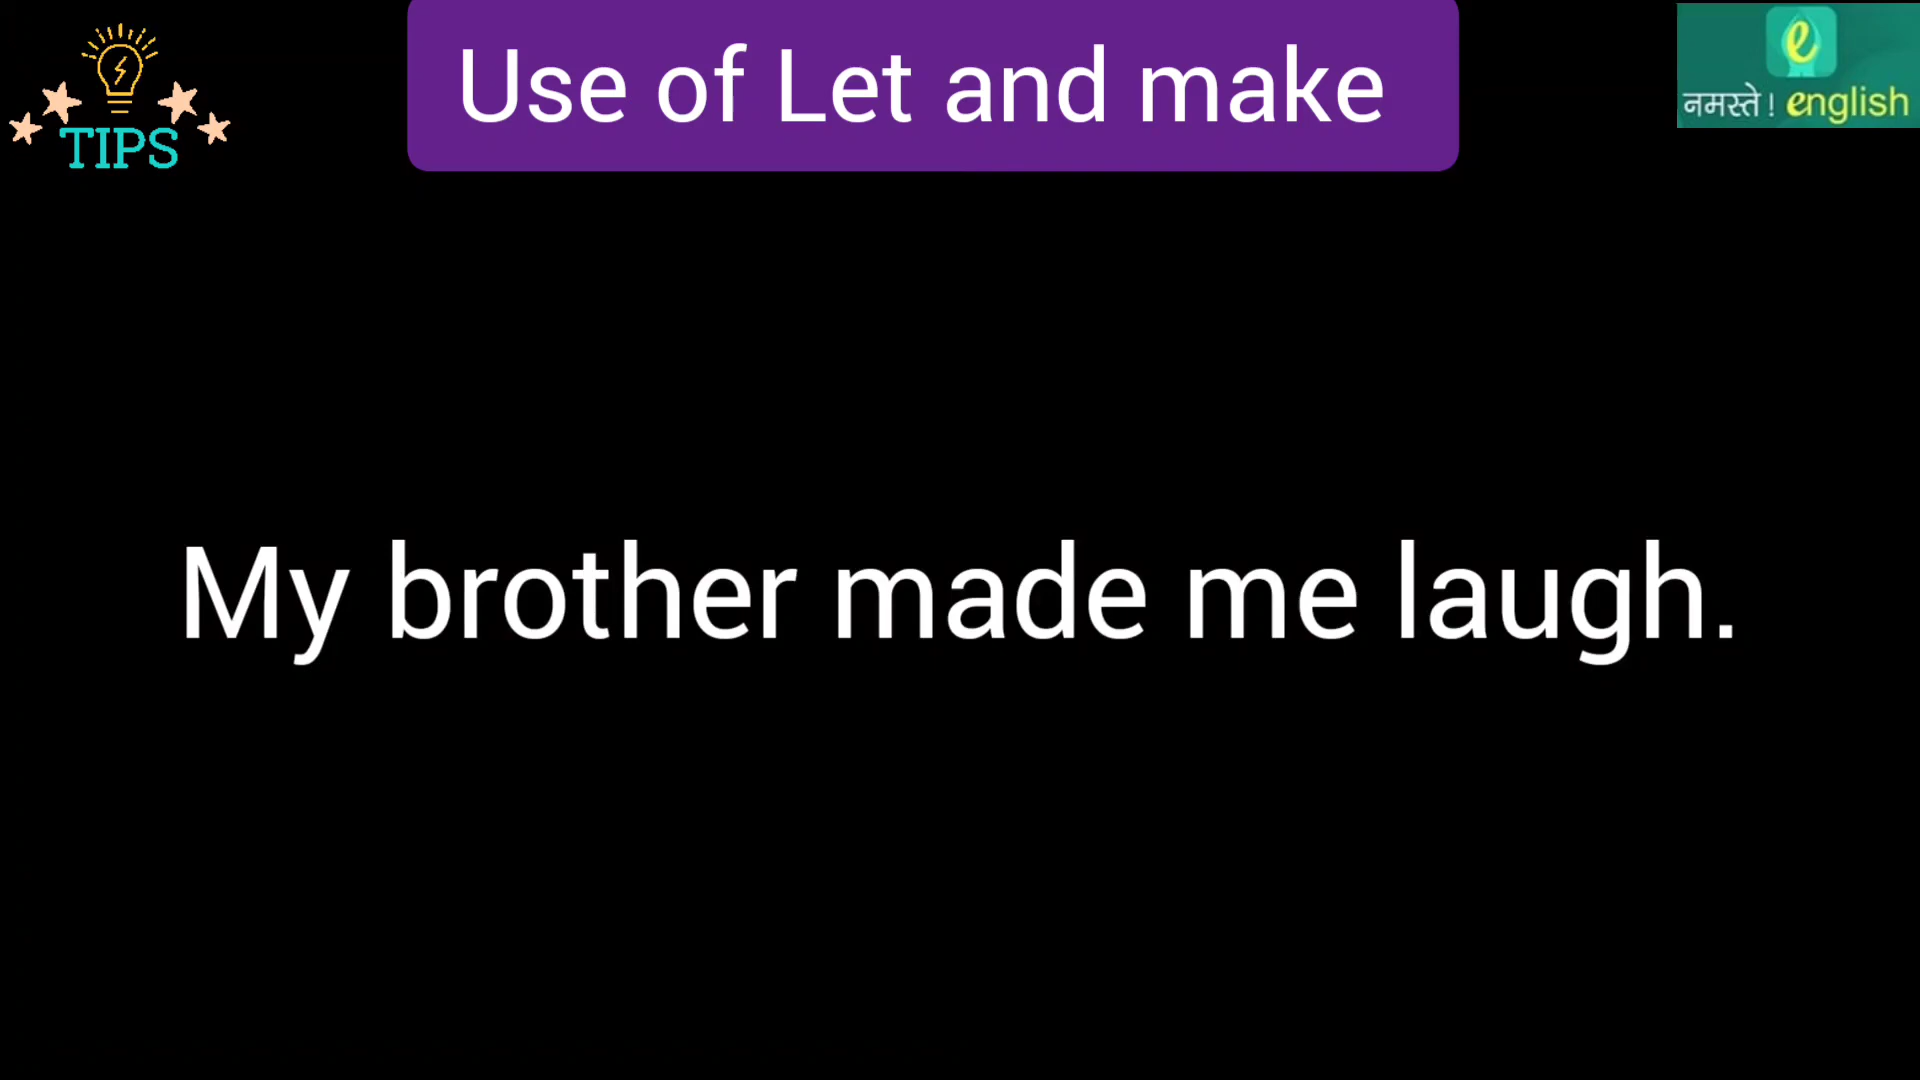 TIPS
Use of Let and make
नमस्ते ! english
My brother made me laugh.